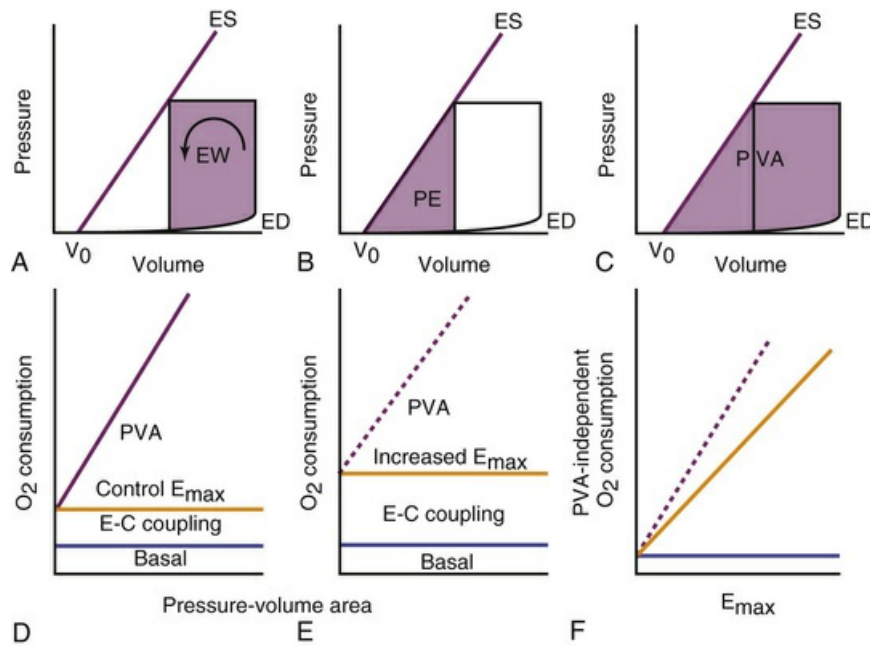 ES
Pressure
EW
ED
A
V0
Volume
ES
Pressure
PE
ED
B
V0
Volume
ES
Pressure
PVA
ED
C
V0
Volume
O2 consumption
PVA
Control Emax
E-C coupling
Basal
D
O2 consumption
PVA
Increased Emax
E-C coupling
Basal
E
Pressure-volume area
PVA-independent
O2 consumption
Emax
F